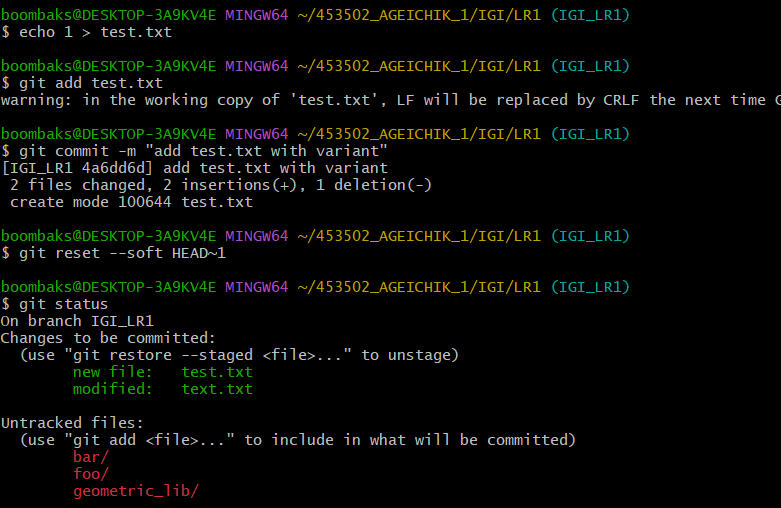 boombaks@DESKTOP-3A9KV4E MINGW64 ~/453502_AGEICHIK_1/IGI/LR1 (IGI_LR1)
$ echo 1 > test.txt
boombaks@DESKTOP-3A9KV4E MINGW64 ~/453502_AGEICHIK_1/IGI/LR1 (IGI_LR1)
$ git add test.txt
warning: in the working copy of 'test.txt', LF will be replaced by CRLF the next time G
boombaks@DESKTOP-3A9KV4E MINGW64 ~/453502_AGEICHIK_1/IGI/LR1 (IGI_LR1)
$ git commit -m "add test.txt with variant"
[IGI_LR1 4a6dd6d] add test.txt with variant
 2 files changed, 2 insertions(+), 1 deletion(-)
 create mode 100644 test.txt
boombaks@DESKTOP-3A9KV4E MINGW64 ~/453502_AGEICHIK_1/IGI/LR1 (IGI_LR1)
$ git reset --soft HEAD~1
boombaks@DESKTOP-3A9KV4E MINGW64 ~/453502_AGEICHIK_1/IGI/LR1 (IGI_LR1)
$ git status
On branch IGI_LR1
Changes to be committed:
  (use "git restore --staged <file>..." to unstage)
        new file:   test.txt
        modified:   text.txt
Untracked files:
  (use "git add <file>..." to include in what will be committed)
        bar/
        foo/
        geometric_lib/